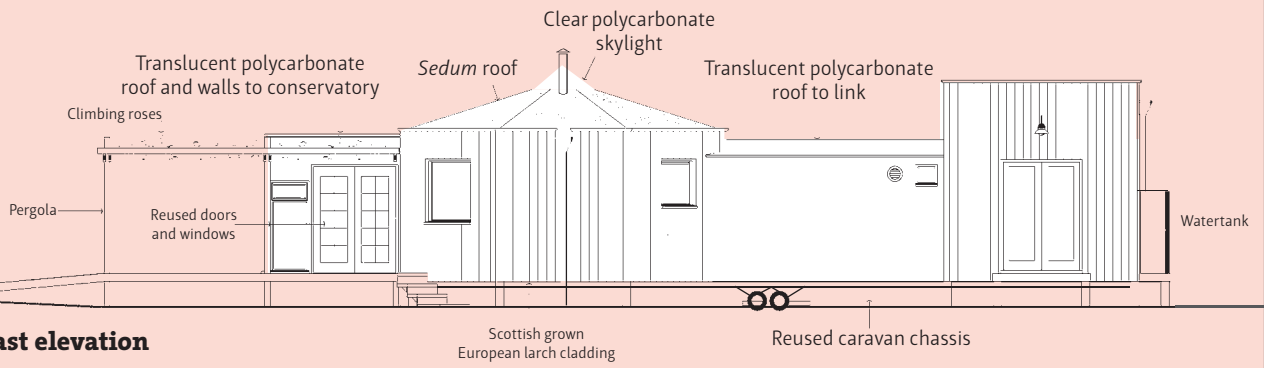 Clear polycarbonate
skylight
Translucent polycarbonate
roof and walls to conservatory
Sedum roof
Translucent polycarbonate
roof to link
Climbing roses
Pergola
Reused doors
and windows
Watertank
Scottish grown
European larch cladding
Reused caravan chassis
ast elevation